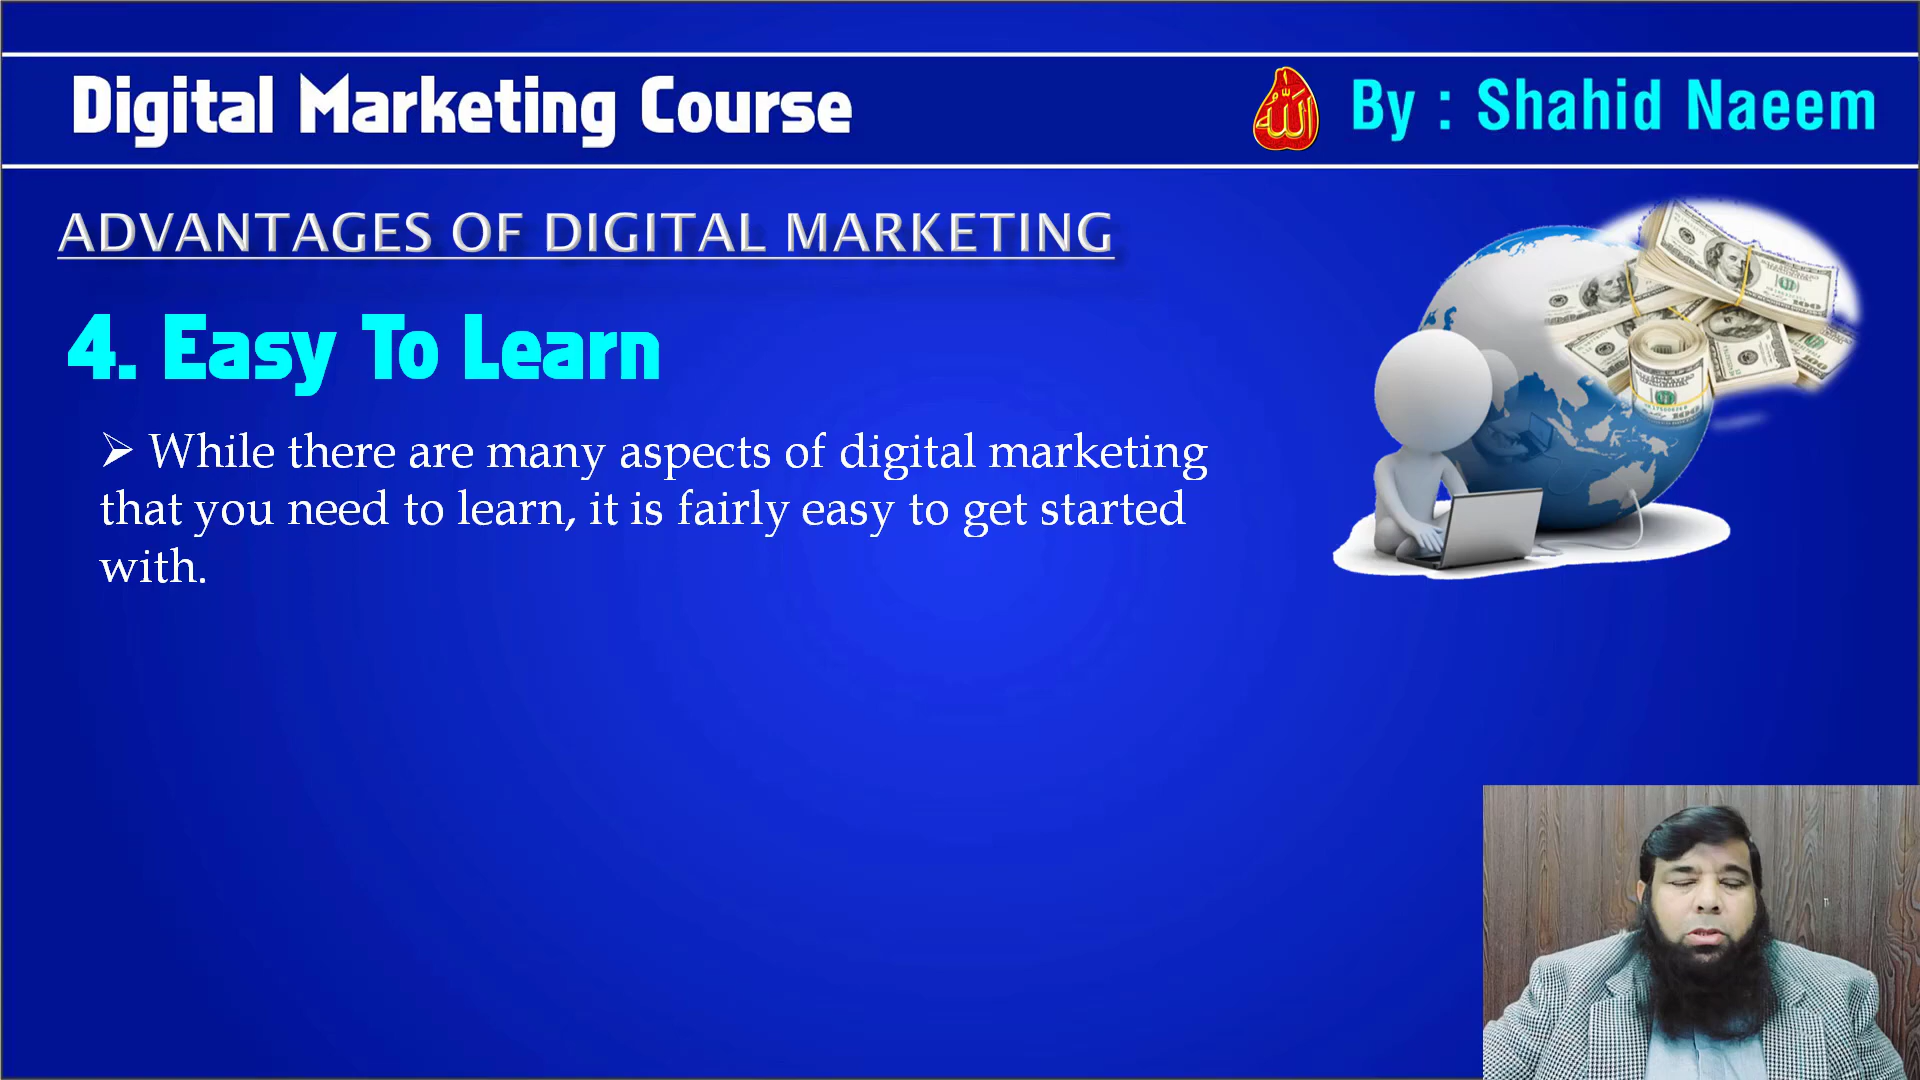 Digital Marketing Course
الله
By : Shahid Naeem
ADVANTAGES OF DIGITAL MARKETING
4. Easy To Learn
➢ While there are many aspects of digital marketing
that you need to learn, it is fairly easy to get started
with.